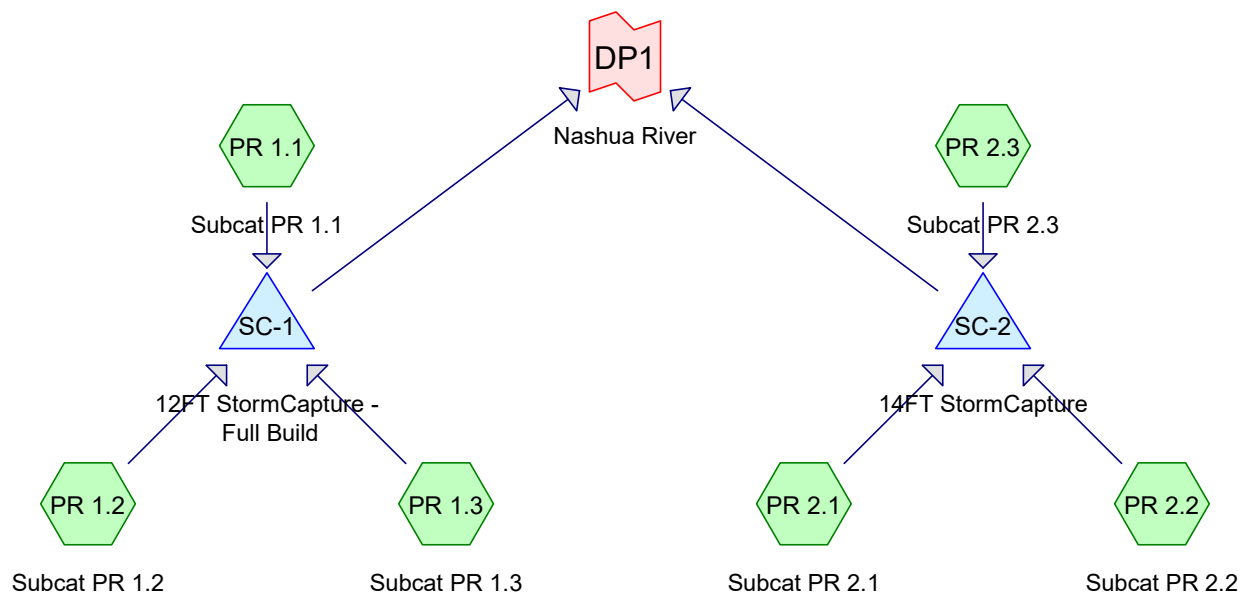 DP1
Nashua River
PR 1.1
PR 2.3
Subcat PR 1.1
Subcat PR 2.3
SC-1
SC-2
12FT StormCapture -
Full Build
14FT StormCapture
PR 1.2
PR 1.3
PR 2.1
PR 2.2
Subcat PR 1.2
Subcat PR 1.3
Subcat PR 2.1
Subcat PR 2.2